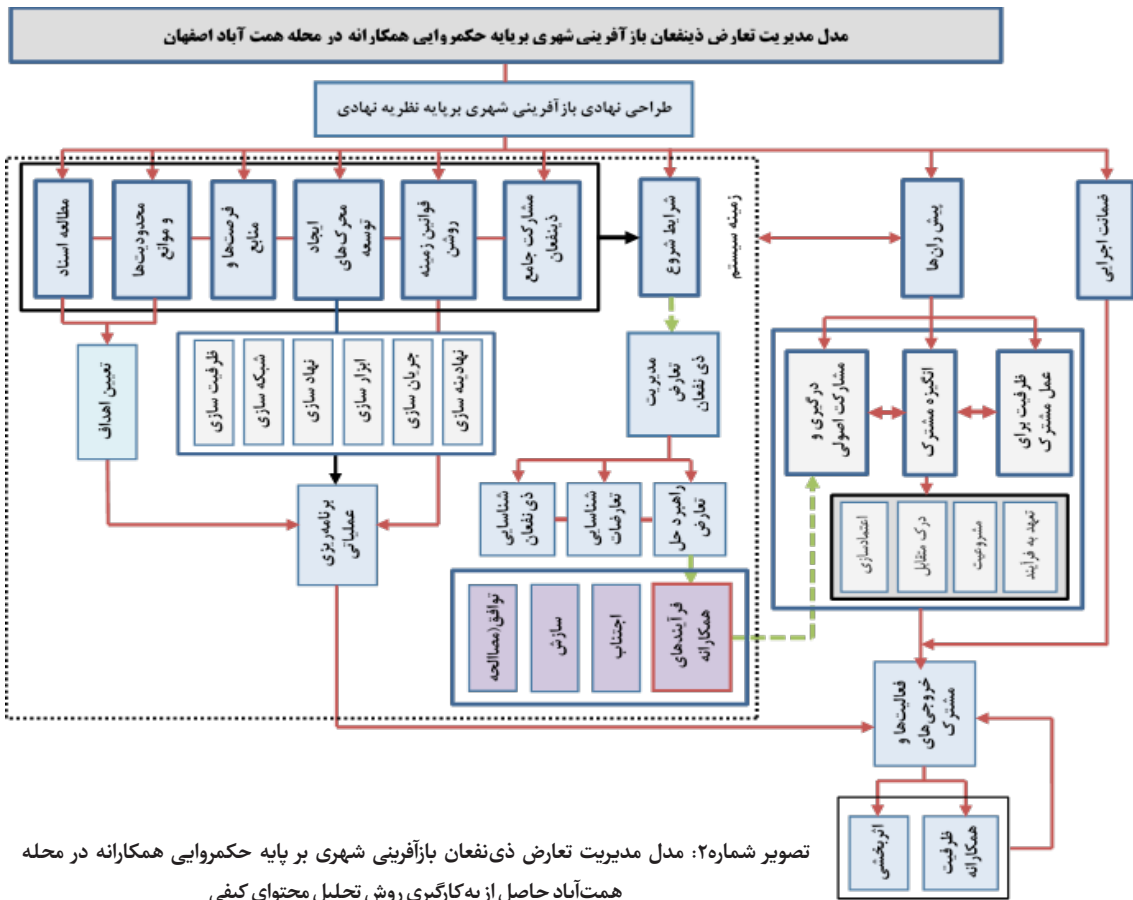 مدل مدیریت تعارض ذینفعان بازآفرینی شهری برپایه حکمروایی همکارانه در محله همت آباد اصفهان
طراحی نهادی بازآفرینی شهری برپایه نظریه نهادی
ضمانت اجرایی
پیش ران‌ها
زمینه سیستم
شرایط شروع
مشارکت جامع
ذینفعان
قوانین زمینه
روشن
ایجاد
محرک‌های
توسعه
فرصت‌ها و
منابع
محدودیت‌ها
و موانع
مطالعه اسناد
ظرفیت برای
عمل مشترک
انگیزه مشترک
درگیری و
مشارکت اصولی
تعهد به فرآیند
مشروعیت
درک متقابل
اعتمادسازی
مدیریت
تعارض
ذی نفعان
نهادینه سازی
جریان سازی
ابزار سازی
نهاد سازی
شبکه سازی
ظرفیت سازی
تعیین اهداف
راهبرد حل
تعارض
شناسایی
تعارضات
شناسایی
ذی نفعان
برنامه‌ریزی
عملیاتی
فرآیندهای
همکارانه
اجتناب
سازش
توافق(مصاالحه
فعالیت‌ها و
خروجی‌های
مشترک
ظرفیت
همکارانه
اثربخشی
تصویر شماره۲: مدل مدیریت تعارض ذی‌نفعان بازآفرینی شهری بر پایه حکمروایی همکارانه در محله
همت‌آباد حاصل از به کارگیری روش تحلیل محتوای کیفی